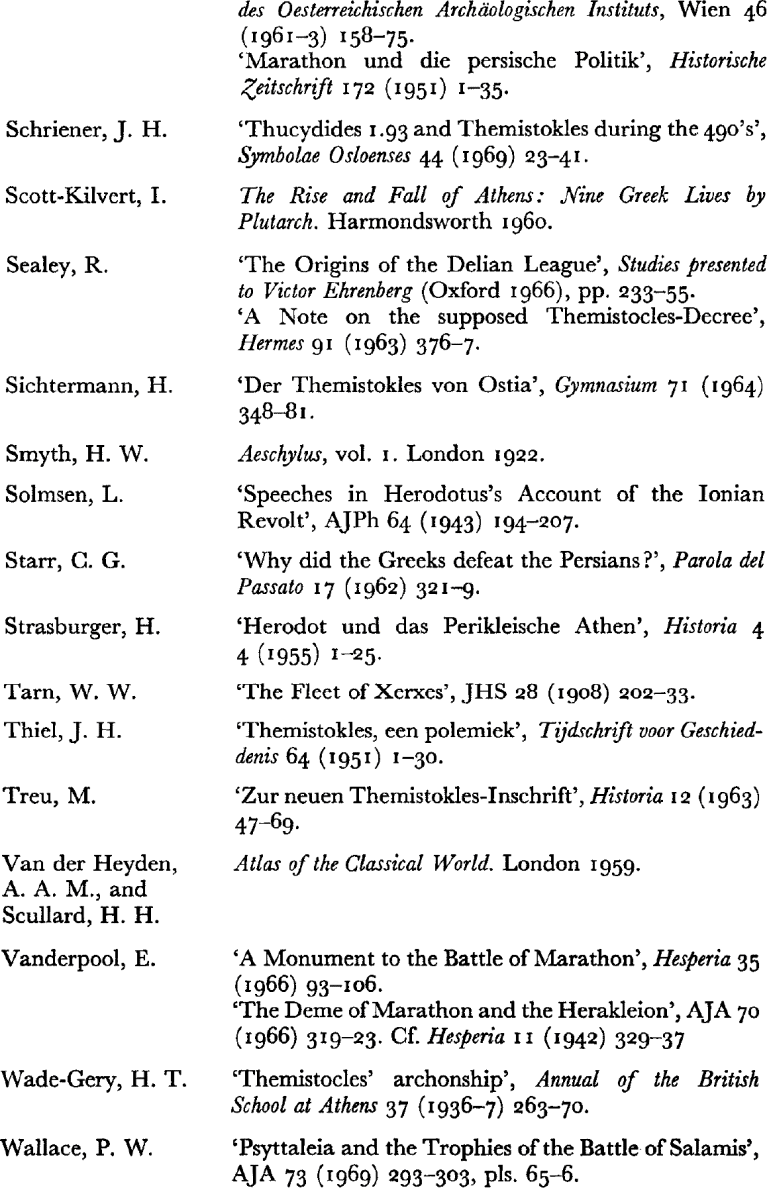 des Oesterreichischen Archäologischen Instituts, Wien 46
(1961–3) 158–75.
‘Marathon und die persische Politik’, Historische
Zeitschrift 172 (1951) 1–35.
Schriener, J. H. ‘Thucydides 1.93 and Themistokles during the 490’s’,
Symbolae Osloenses 44 (1969) 23–41.
Scott-Kilvert, I. The Rise and Fall of Athens: Nine Greek Lives by
Plutarch. Harmondsworth 1960.
Sealey, R. ‘The Origins of the Delian League’, Studies presented
to Victor Ehrenberg (Oxford 1966), pp. 233–55.
‘A Note on the supposed Themistocles-Decree’,
Hermes 91 (1963) 376–7.
Sichtermann, H. ‘Der Themistokles von Ostia’, Gymnasium 71 (1964)
348–81.
Smyth, H. W. Aeschylus, vol. 1. London 1922.
Solmsen, L. ‘Speeches in Herodotus’s Account of the Ionian
Revolt’, AJPh 64 (1943) 194–207.
Starr, C. G. ‘Why did the Greeks defeat the Persians?’, Parola del
Passato 17 (1962) 321–9.
Strasburger, H. ‘Herodot und das Perikleische Athen’, Historia 4
4 (1955) 1–25.
Tarn, W. W. ‘The Fleet of Xerxes’, JHS 28 (1908) 202–33.
Thiel, J. H. ‘Themistokles, een polemiek’, Tijdschrift voor Geschied-
denis 64 (1951) 1–30.
Treu, M. ‘Zur neuen Themistokles-Inschrift’, Historia 12 (1963)
47–69.
Van der Heyden, Atlas of the Classical World. London 1959.
A. A. M., and
Scullard, H. H.
Vanderpool, E. ‘A Monument to the Battle of Marathon’, Hesperia 35
(1966) 93–106.
‘The Deme of Marathon and the Herakleion’, AJA 70
(1966) 319–23. Cf. Hesperia 11 (1942) 329–37
Wade-Gery, H. T. ‘Themistocles’ archonship’, Annual of the British
School at Athens 37 (1936–7) 263–70.
Wallace, P. W. ‘Psyttaleia and the Trophies of the Battle of Salamis’,
AJA 73 (1969) 293–303, pls. 65–6.